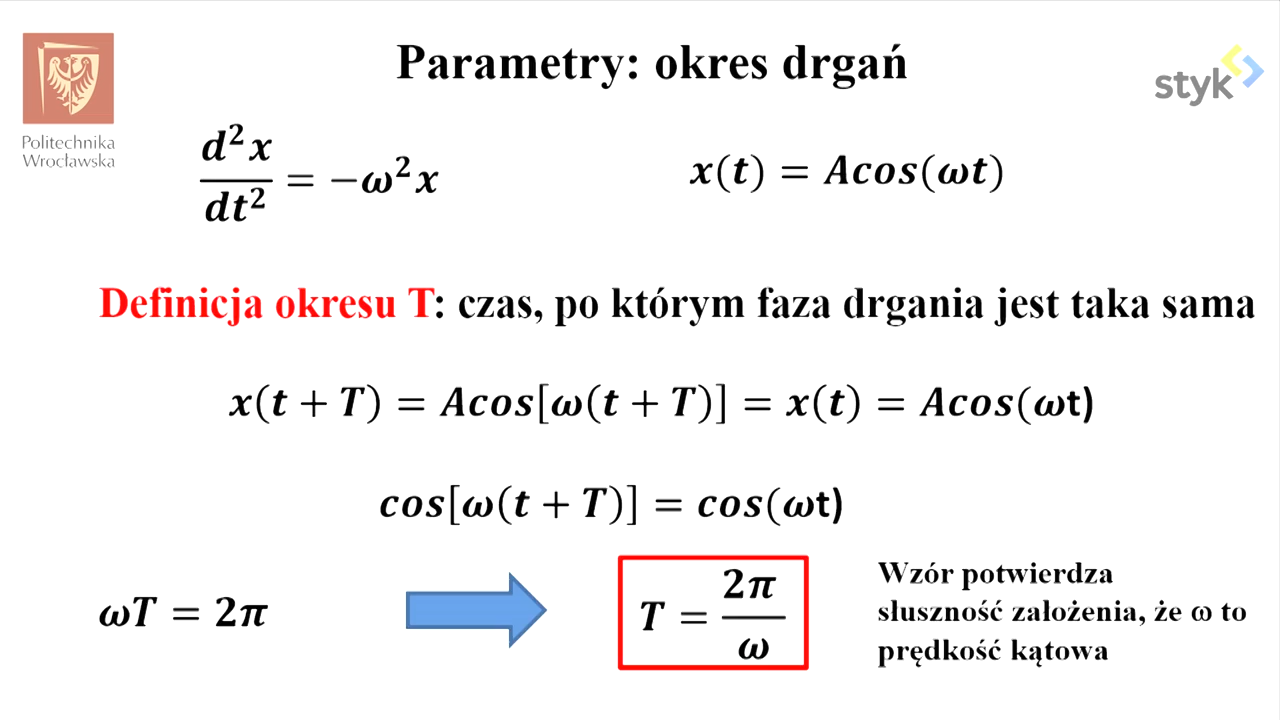 Parametry: okres drgań
Politechnika
Wrocławska
styk
d²x/dt² = −ω²x
x(t) = Acos(ωt)
Definicja okresu T: czas, po którym faza drgania jest taka sama
x(t + T) = Acos[ω(t + T)] = x(t) = Acos(ωt)
cos[ω(t + T)] = cos(ωt)
ωT = 2π
T = 2π/ω
Wzór potwierdza
słuszność założenia, że ω to
prędkość kątowa